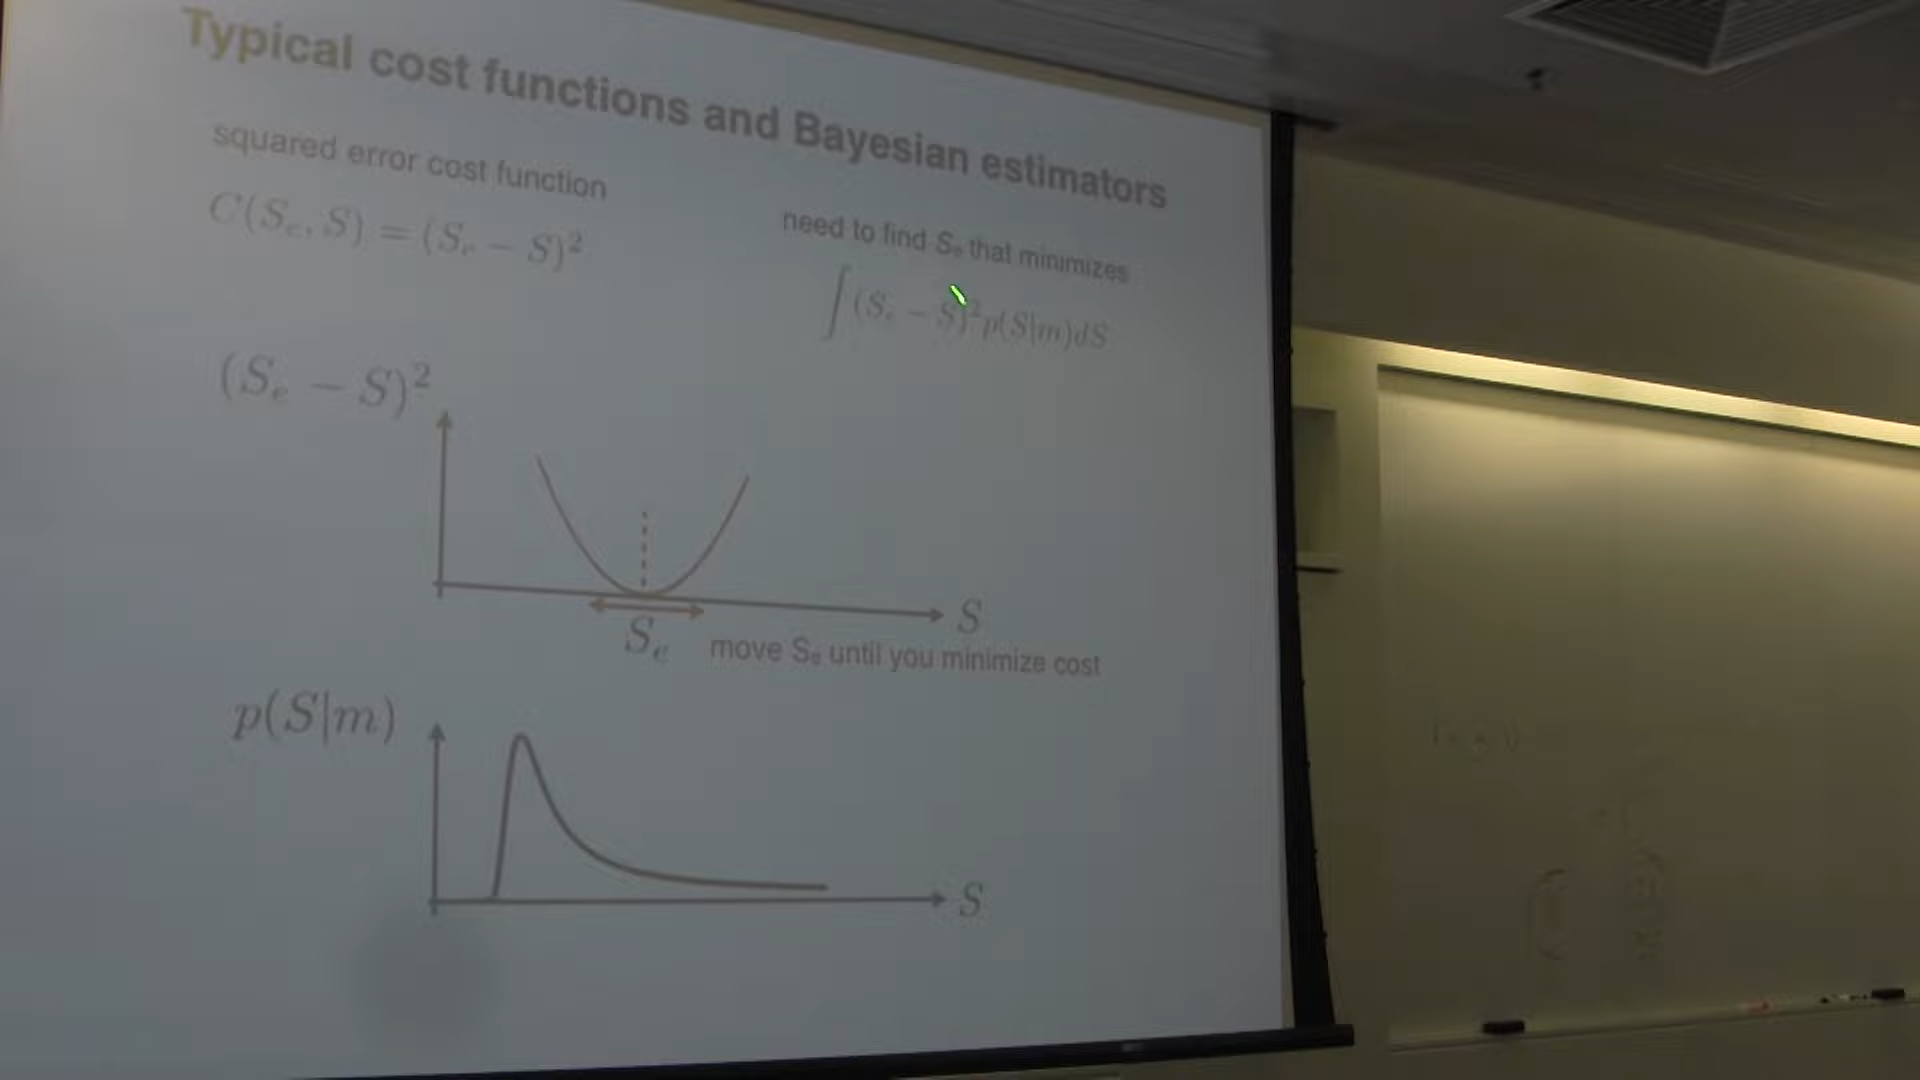 Typical cost functions and Bayesian estimators
squared error cost function
C(Sₑ, S) = (Sₑ − S)²
need to find Sₑ that minimizes
∫(Sₑ − S)²p(S|m)dS
(Sₑ − S)²
S
Sₑ
move Sₑ until you minimize cost
p(S|m)
S